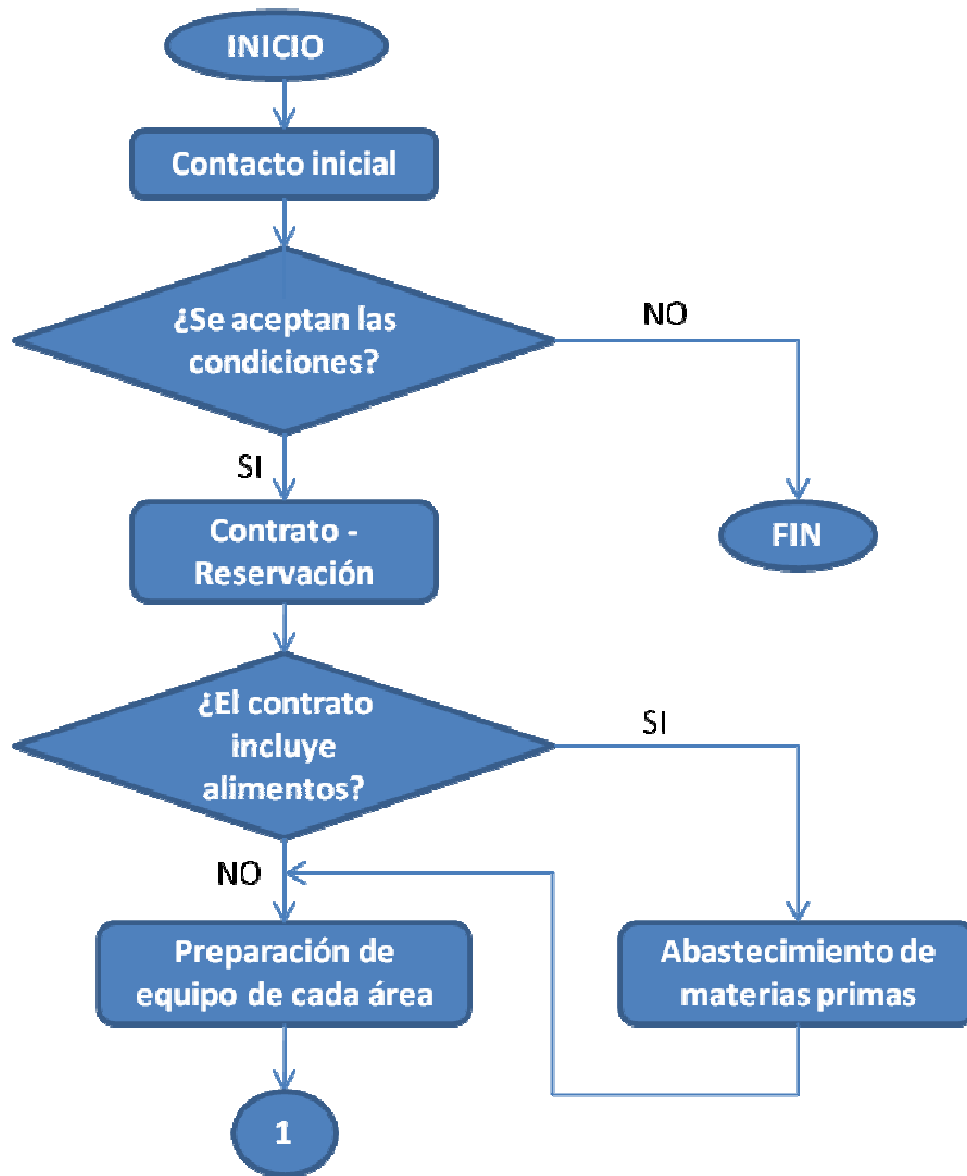 INICIO
Contacto inicial
¿Se aceptan las
condiciones?
NO
SI
Contrato -
Reservación
FIN
¿El contrato
incluye
alimentos?
SI
NO
Preparación de
equipo de cada área
Abastecimiento de
materias primas
1